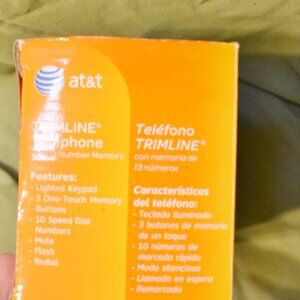 at&t
TRIMLINE®
Number Memory
Features:
- Lighted Keypad
- 3 One-Touch Memory
Buttons
- 10 Speed Dial
Numbers
- Mute
- Flash
- Redial
Teléfono
TRIMLINE®
con memoria de
13 números
Características
del teléfono:
- Teclado iluminado
- 3 botones de memoria
de un toque
- 10 números de
marcado rápido
- Modo silencioso
- Llamada en espera
- Remarcado